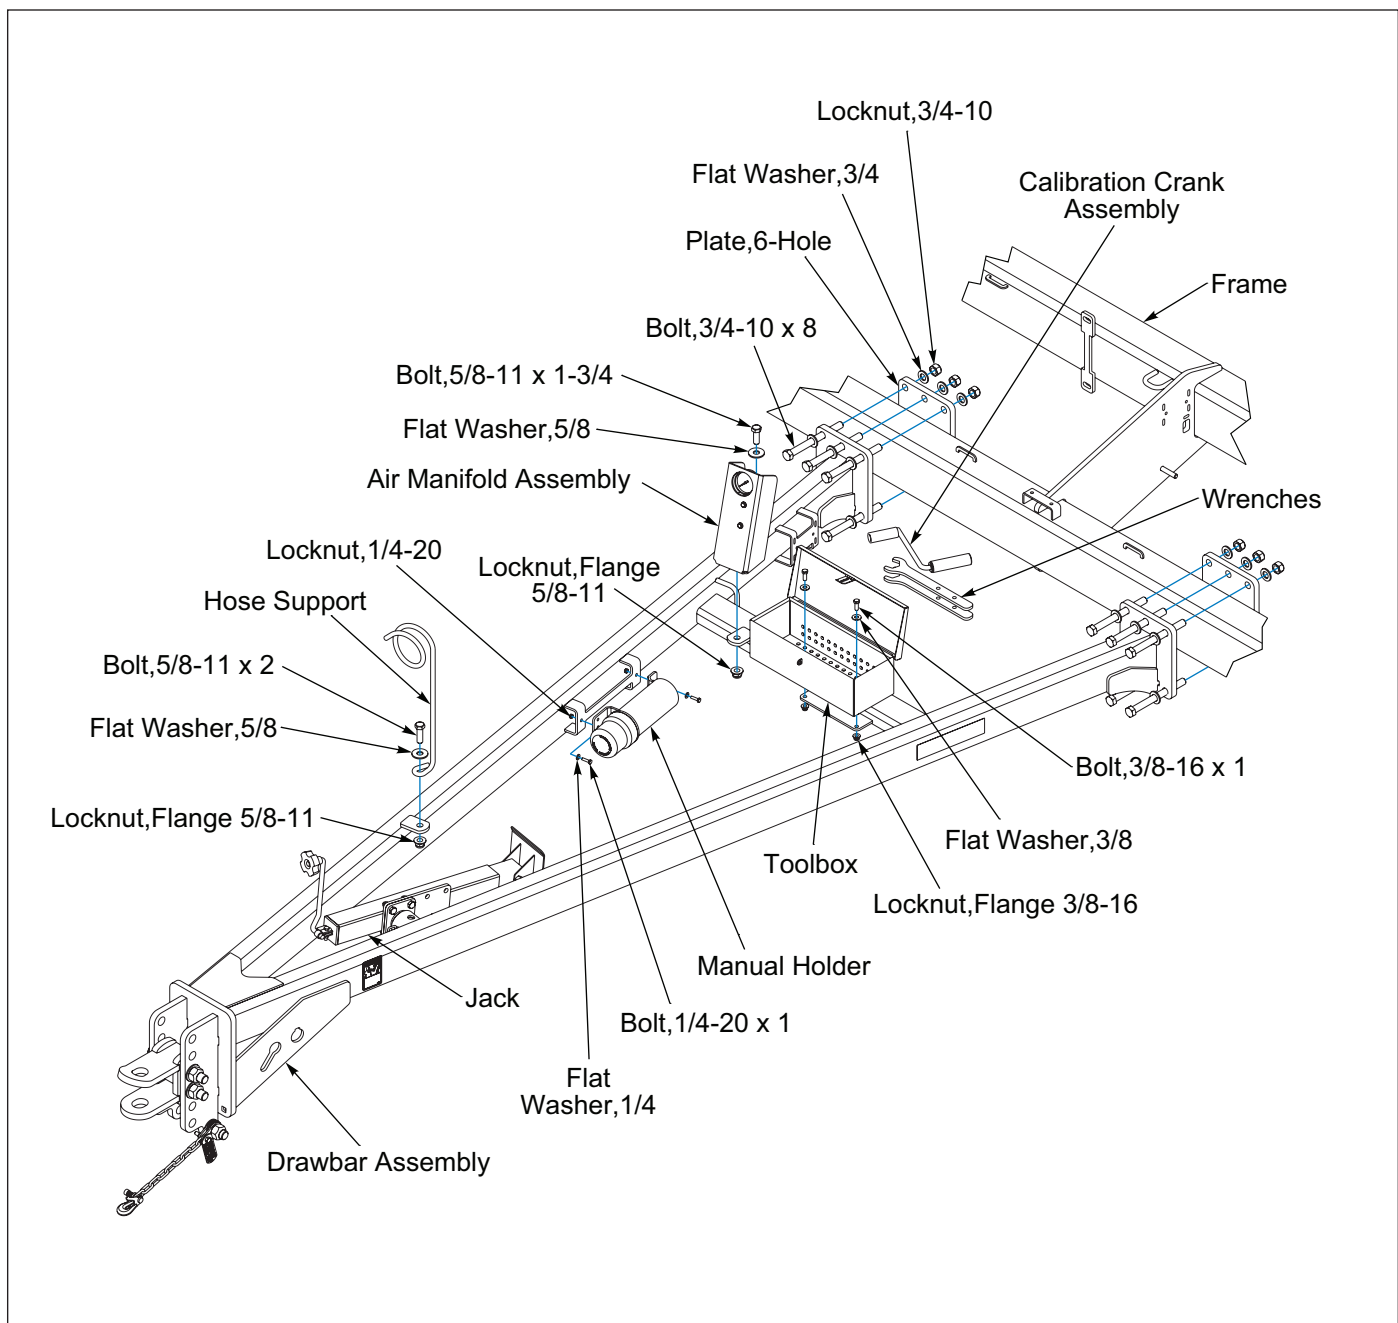 Locknut,3/4-10
Flat Washer,3/4
Calibration Crank
Assembly
Plate,6-Hole
Frame
Bolt,3/4-10 x 8
Bolt,5/8-11 x 1-3/4
Flat Washer,5/8
Air Manifold Assembly
Wrenches
Locknut,1/4-20
Locknut,Flange
5/8-11
Hose Support
Bolt,5/8-11 x 2
Flat Washer,5/8
Bolt,3/8-16 x 1
Locknut,Flange 5/8-11
Flat Washer,3/8
Toolbox
Locknut,Flange 3/8-16
Manual Holder
Jack
Bolt,1/4-20 x 1
Flat
Washer,1/4
Drawbar Assembly